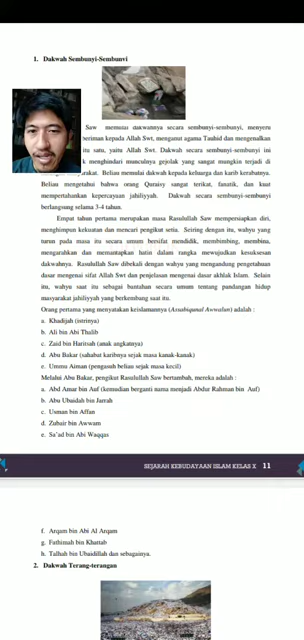 1. Dakwah Sembunyi-Sembunyi
Saw memulai dakwahnya secara sembunyi-sembunyi, menyeru
beriman kepada Allah Swt, menganut agama Tauhid dan mengenalkan
itu satu, yaitu Allah Swt. Dakwah secara sembunyi-sembunyi ini
k menghindari munculnya gejolak yang sangat mungkin terjadi di
rakat. Beliau memulai dakwah kepada keluarga dan karib kerabatnya.
Beliau mengetahui bahwa orang Quraisy sangat terikat, fanatik, dan kuat
mempertahankan kepercayaan jahiliyyah. Dakwah secara sembunyi-sembunyi
berlangsung selama 3-4 tahun.
Empat tahun pertama merupakan masa Rasulullah Saw mempersiapkan diri,
menghimpun kekuatan dan mencari pengikut setia. Seiring dengan itu, wahyu yang
turun pada masa itu secara umum bersifat mendidik, membimbing, membina,
mengarahkan dan memantapkan hatin dalam rangka mewujudkan kesuksesan
dakwahnya. Rasulullah Saw dibekali dengan wahyu yang mengandung pengetahuan
dasar mengenai sifat Allah Swt dan penjelasan mengenai dasar akhlak Islam. Selain
itu, wahyu saat itu sebagai bantahan secara umum tentang pandangan hidup
masyarakat jahiliyyah yang berkembang saat itu.
Orang pertama yang menyatakan keislamannya (Assabiqunal Awwalun) adalah :
a. Khadijah (istrinya)
b. Ali bin Abi Thalib
c. Zaid bin Haritsah (anak angkatnya)
d. Abu Bakar (sahabat karibnya sejak masa kanak-kanak)
e. Ummu Aiman (pengasuh beliau sejak masa kecil)
Melalui Abu Bakar, pengikut Rasulullah Saw bertambah, mereka adalah :
a. Abd Amar bin Auf (kemudian berganti nama menjadi Abdur Rahman bin Auf)
b. Abu Ubaidah bin Jarrah
c. Usman bin Affan
d. Zubair bin Awwam
e. Sa'ad bin Abi Waqqas
SEJARAH KEBUDAYAAN ISLAM KELAS X 11
f. Arqam bin Abi Al Arqam
g. Fathimah bin Khattab
h. Talhah bin Ubaidillah dan sebagainya.
2. Dakwah Terang-terangan